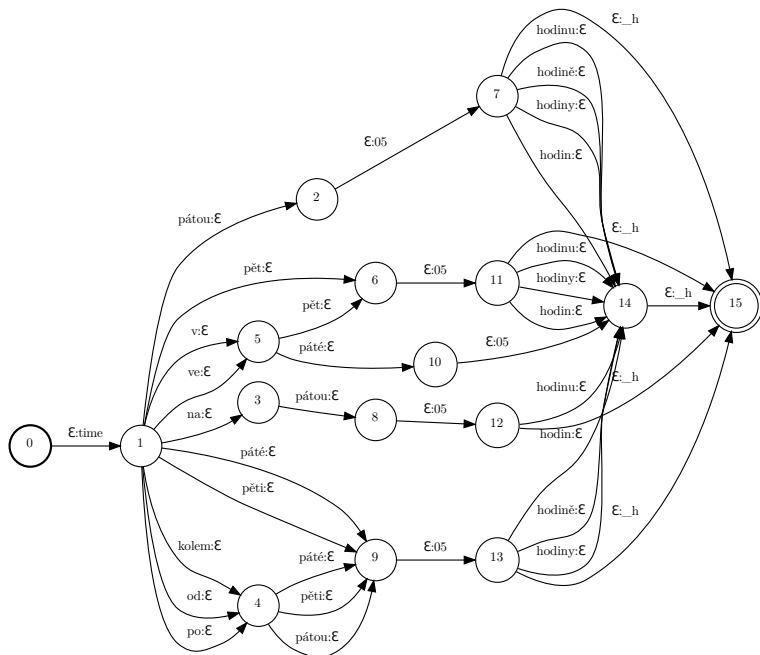 Ɛ:_h
hodinu:Ɛ
hodině:Ɛ
7
hodiny:Ɛ
Ɛ:05
hodin:Ɛ
2
pátou:Ɛ
Ɛ:_h
hodinu:Ɛ
pět:Ɛ
6
Ɛ:05
11
hodiny:Ɛ
14
Ɛ:_h
15
pět:Ɛ
hodin:Ɛ
v:Ɛ
5
Ɛ:05
páté:Ɛ
10
ve:Ɛ
Ɛ:_h
hodinu:Ɛ
pátou:Ɛ
3
na:Ɛ
8
Ɛ:05
12
hodin:Ɛ
0
Ɛ:time
1
páté:Ɛ
pěti:Ɛ
hodině:Ɛ
Ɛ:_h
kolem:Ɛ
páté:Ɛ
9
Ɛ:05
13
hodiny:Ɛ
od:Ɛ
4
pěti:Ɛ
po:Ɛ
pátou:Ɛ